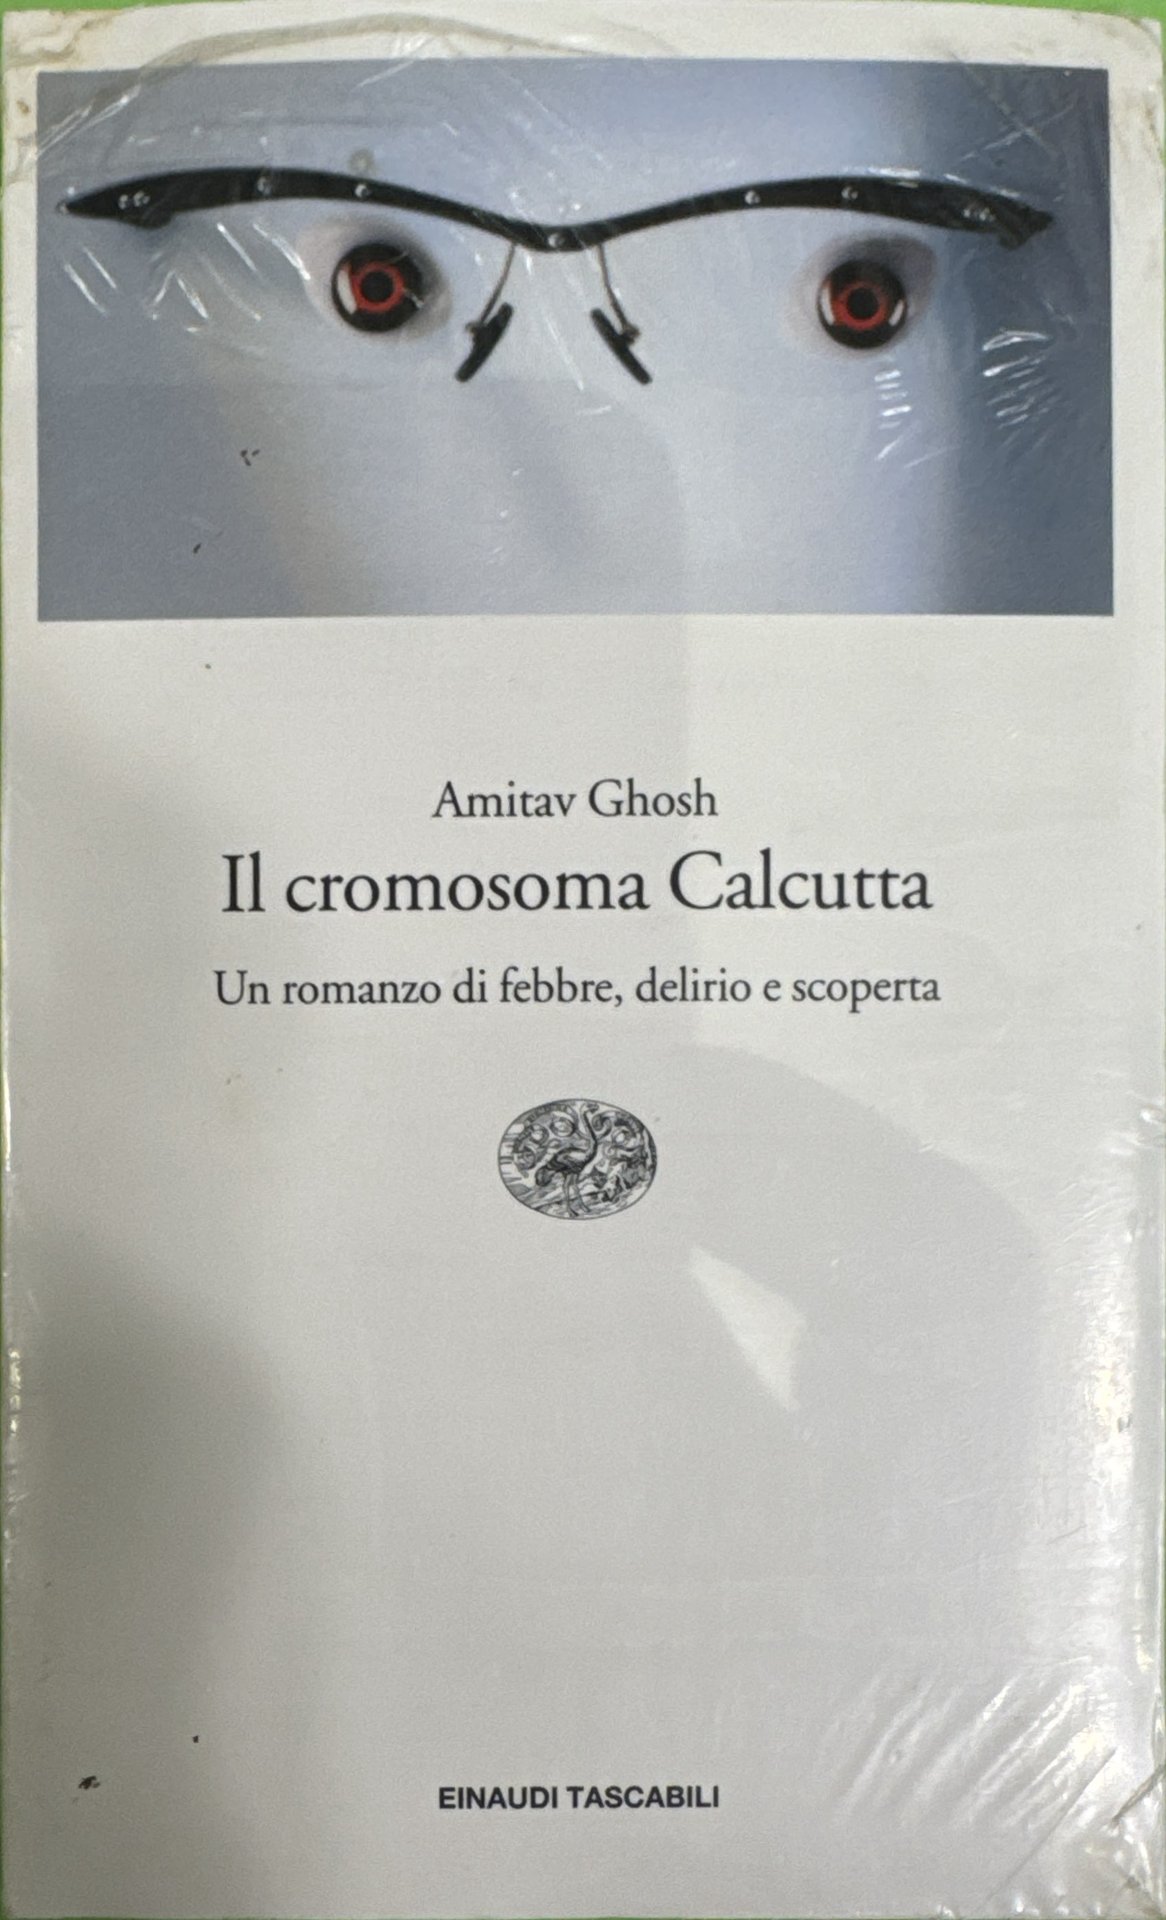 Amitav Ghosh
Il cromosoma Calcutta
Un romanzo di febbre, delirio e scoperta
EINAUDI TASCABILI